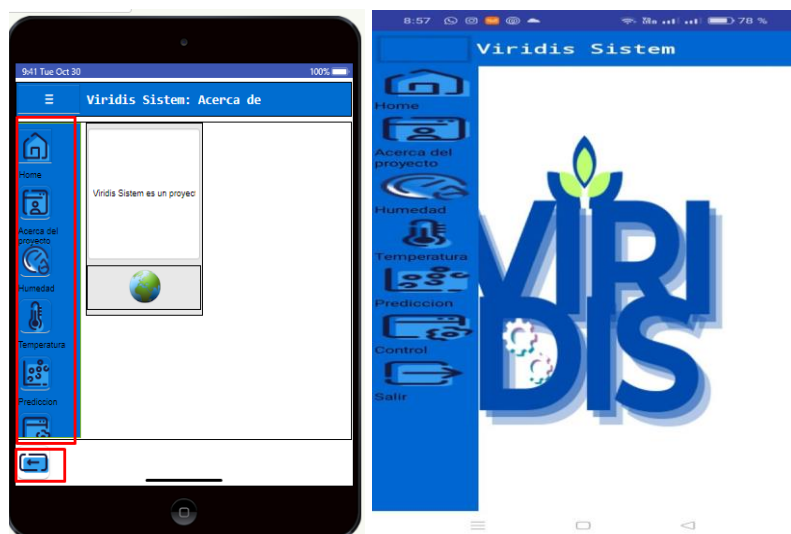 9:41 Tue Oct 30
100%
Viridis Sistem: Acerca de
Home
Acerca del
proyecto
Humedad
Temperatura
Prediccion
Viridis Sistem es un proyec
8:57
78 %
Viridis Sistem
Home
Acerca del
proyecto
Humedad
Temperatura
Prediccion
Control
Salir
VIRI
DIS